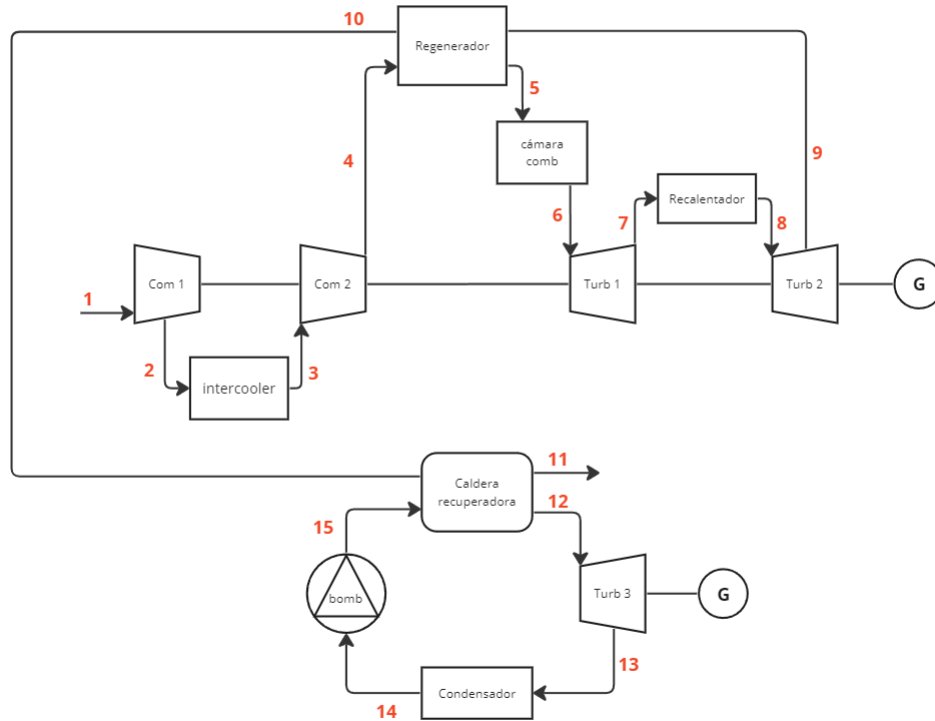 10
Regenerador
5
cámara
comb
4
9
6
7
Recalentador
8
Com 1
Com 2
Turb 1
Turb 2
G
1
2
intercooler
3
11
Caldera
recuperadora
12
15
bomb
Turb 3
G
13
Condensador
14